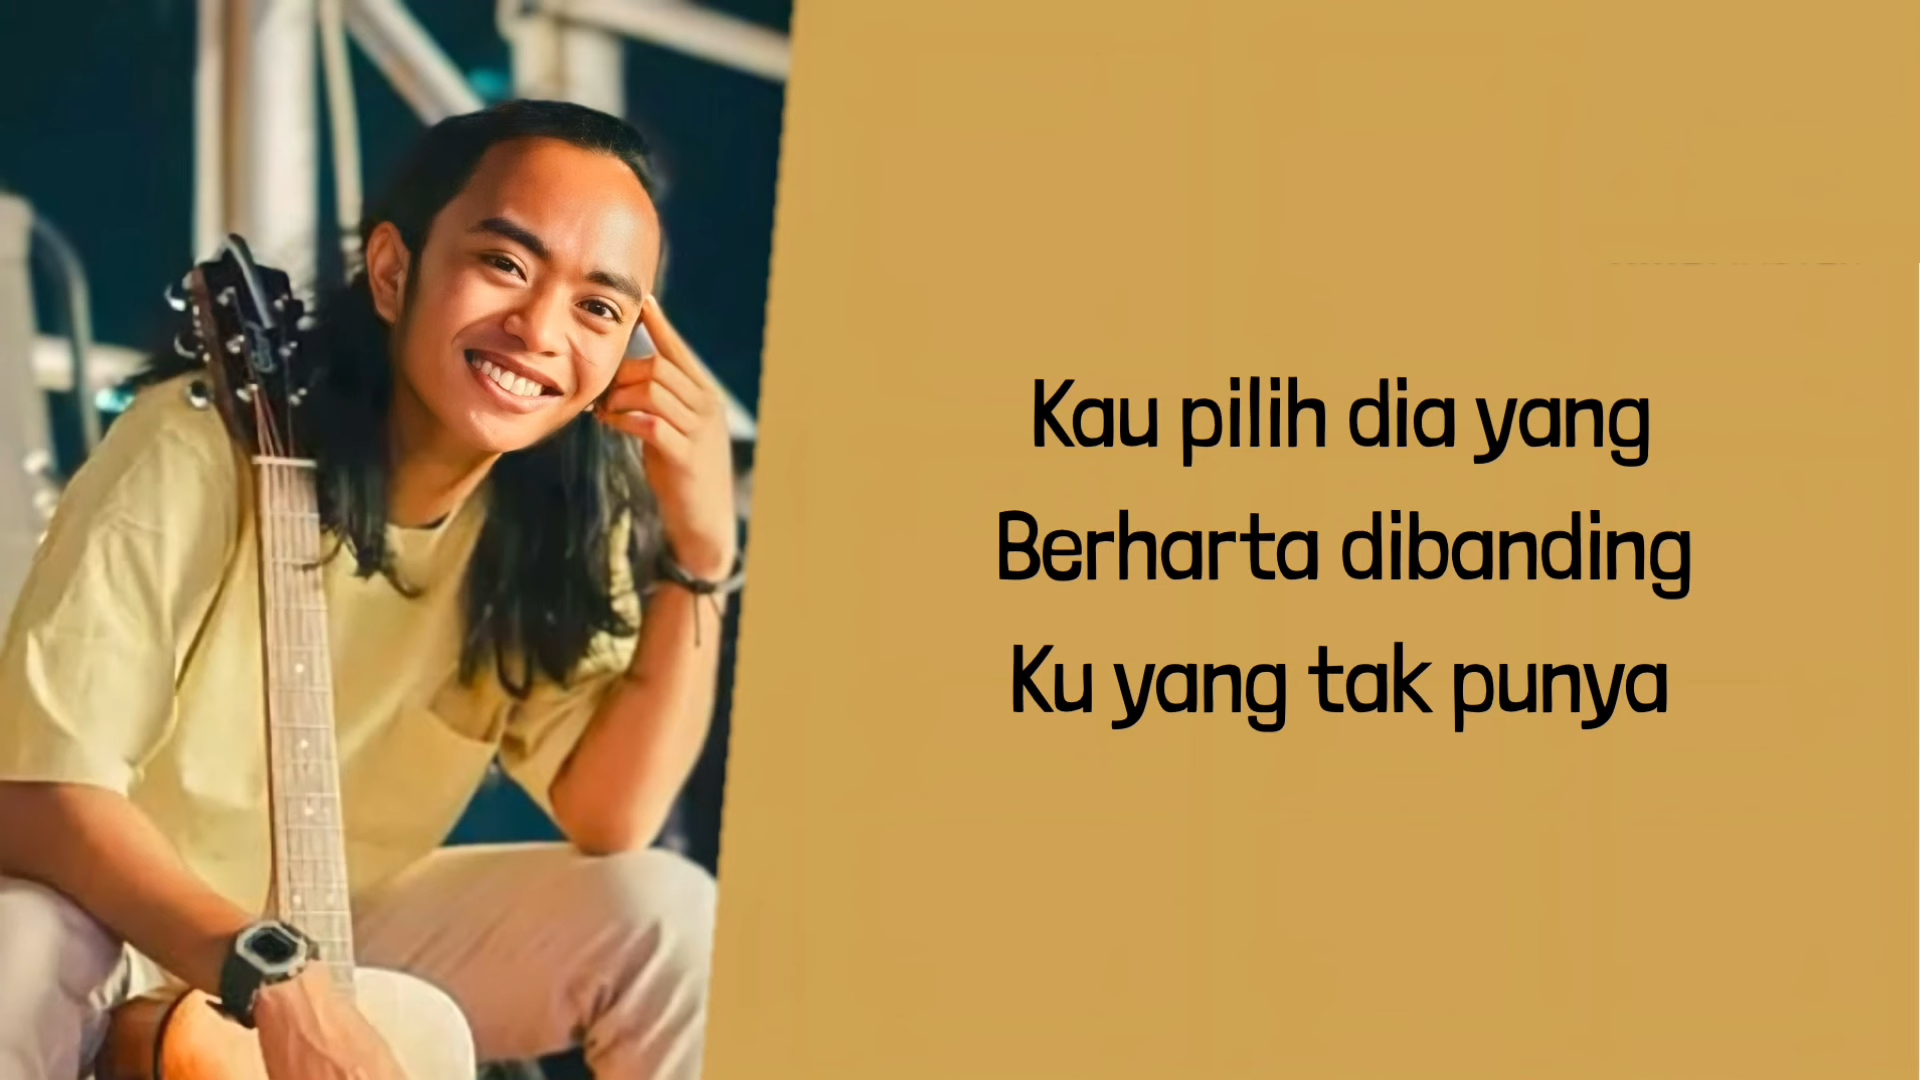 Kau pilih dia yang
Berharta dibanding
Ku yang tak punya